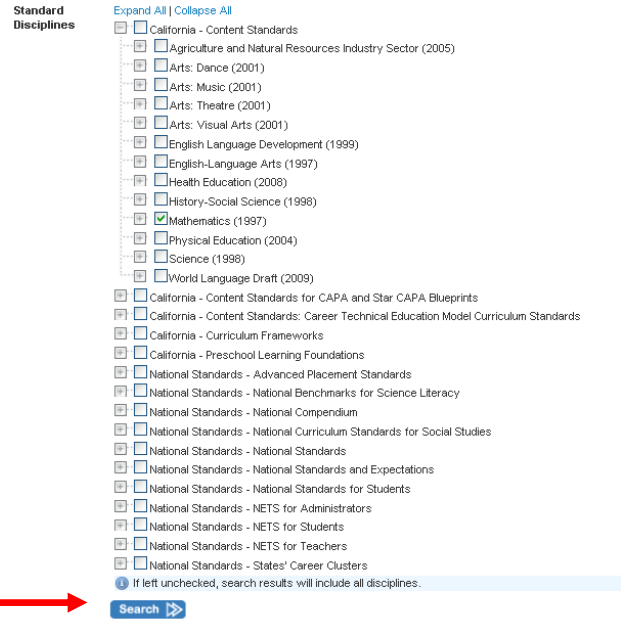 Standard Disciplines
Expand All | Collapse All
California - Content Standards
Agriculture and Natural Resources Industry Sector (2005)
Arts: Dance (2001)
Arts: Music (2001)
Arts: Theatre (2001)
Arts: Visual Arts (2001)
English Language Development (1999)
English-Language Arts (1997)
Health Education (2008)
History-Social Science (1998)
Mathematics (1997)
Physical Education (2004)
Science (1998)
World Language Draft (2009)
California - Content Standards for CAPA and Star CAPA Blueprints
California - Content Standards: Career Technical Education Model Curriculum Standards
California - Curriculum Frameworks
California - Preschool Learning Foundations
National Standards - Advanced Placement Standards
National Standards - National Benchmarks for Science Literacy
National Standards - National Compendium
National Standards - National Curriculum Standards for Social Studies
National Standards - National Standards
National Standards - National Standards and Expectations
National Standards - National Standards for Students
National Standards - NETS for Administrators
National Standards - NETS for Students
National Standards - NETS for Teachers
National Standards - States' Career Clusters
If left unchecked, search results will include all disciplines.
Search